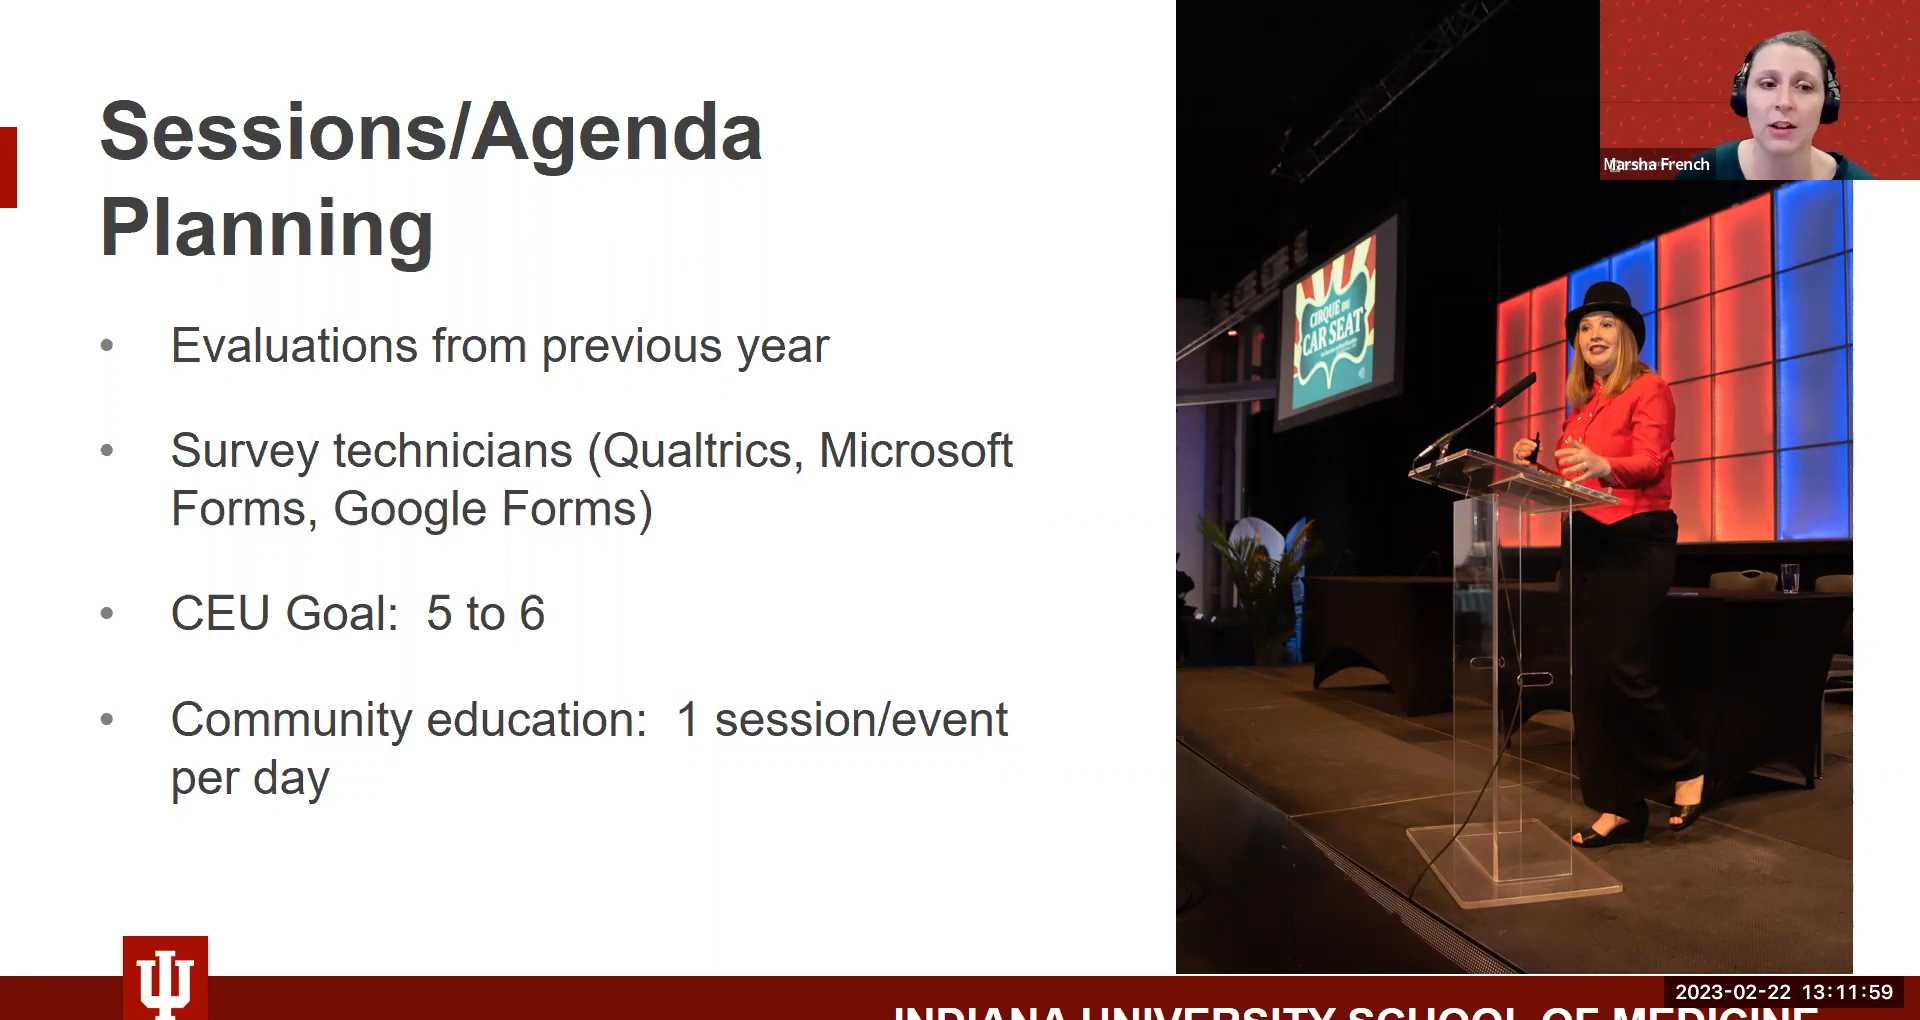 Sessions/Agenda
Planning
• Evaluations from previous year
• Survey technicians (Qualtrics, Microsoft
Forms, Google Forms)
• CEU Goal:  5 to 6
• Community education:  1 session/event
per day
CIRQUE DU
CAR SEAT
Marsha French
2023-02-22 13:11:59
INDIANA UNIVERSITY SCHOOL OF MEDICINE